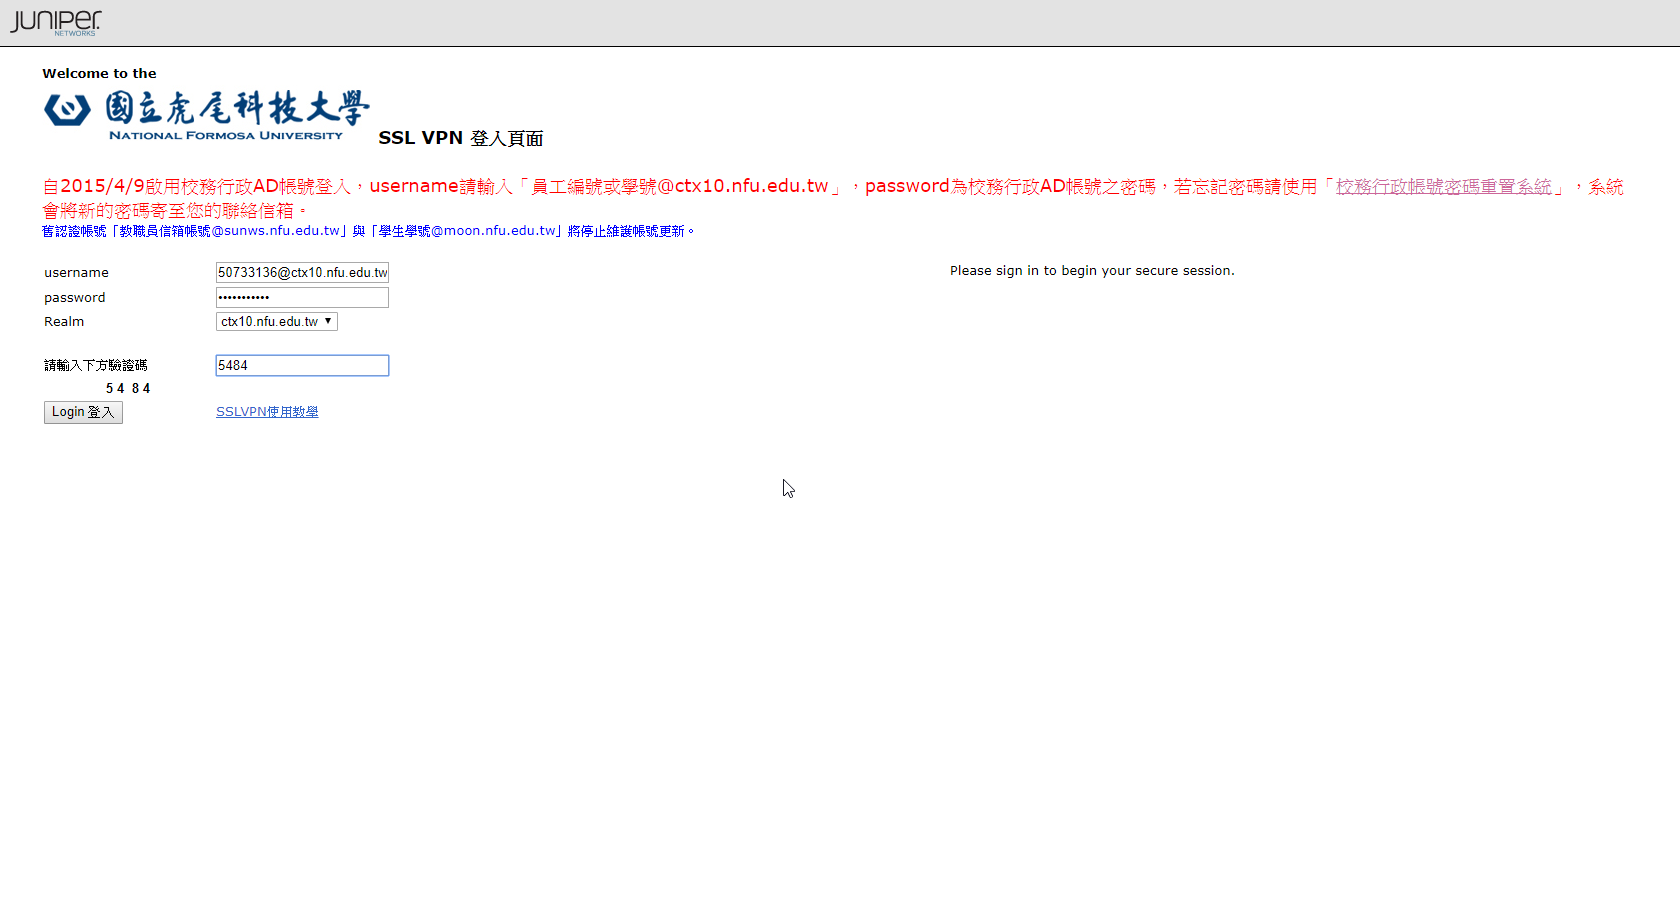 JUNIPER
NETWORKS
Welcome to the
國立虎尾科技大學
NATIONAL FORMOSA UNIVERSITY
SSL VPN 登入頁面
自2015/4/9啟用校務行政AD帳號登入，username請輸入「員工編號或學號@ctx10.nfu.edu.tw」，password為校務行政AD帳號之密碼，若忘記密碼請使用「校務行政帳號密碼重置系統」，系統
會將新的密碼寄至您的聯絡信箱。
舊認證帳號「教職員信箱帳號@sunws.nfu.edu.tw」與「學生學號@moon.nfu.edu.tw」將停止維護帳號更新。
username 50733136@ctx10.nfu.edu.tw
Please sign in to begin your secure session.
password •••••••••••
Realm ctx10.nfu.edu.tw
請輸入下方驗證碼 5484
5 4 8 4
Login 登入 SSLVPN使用教學